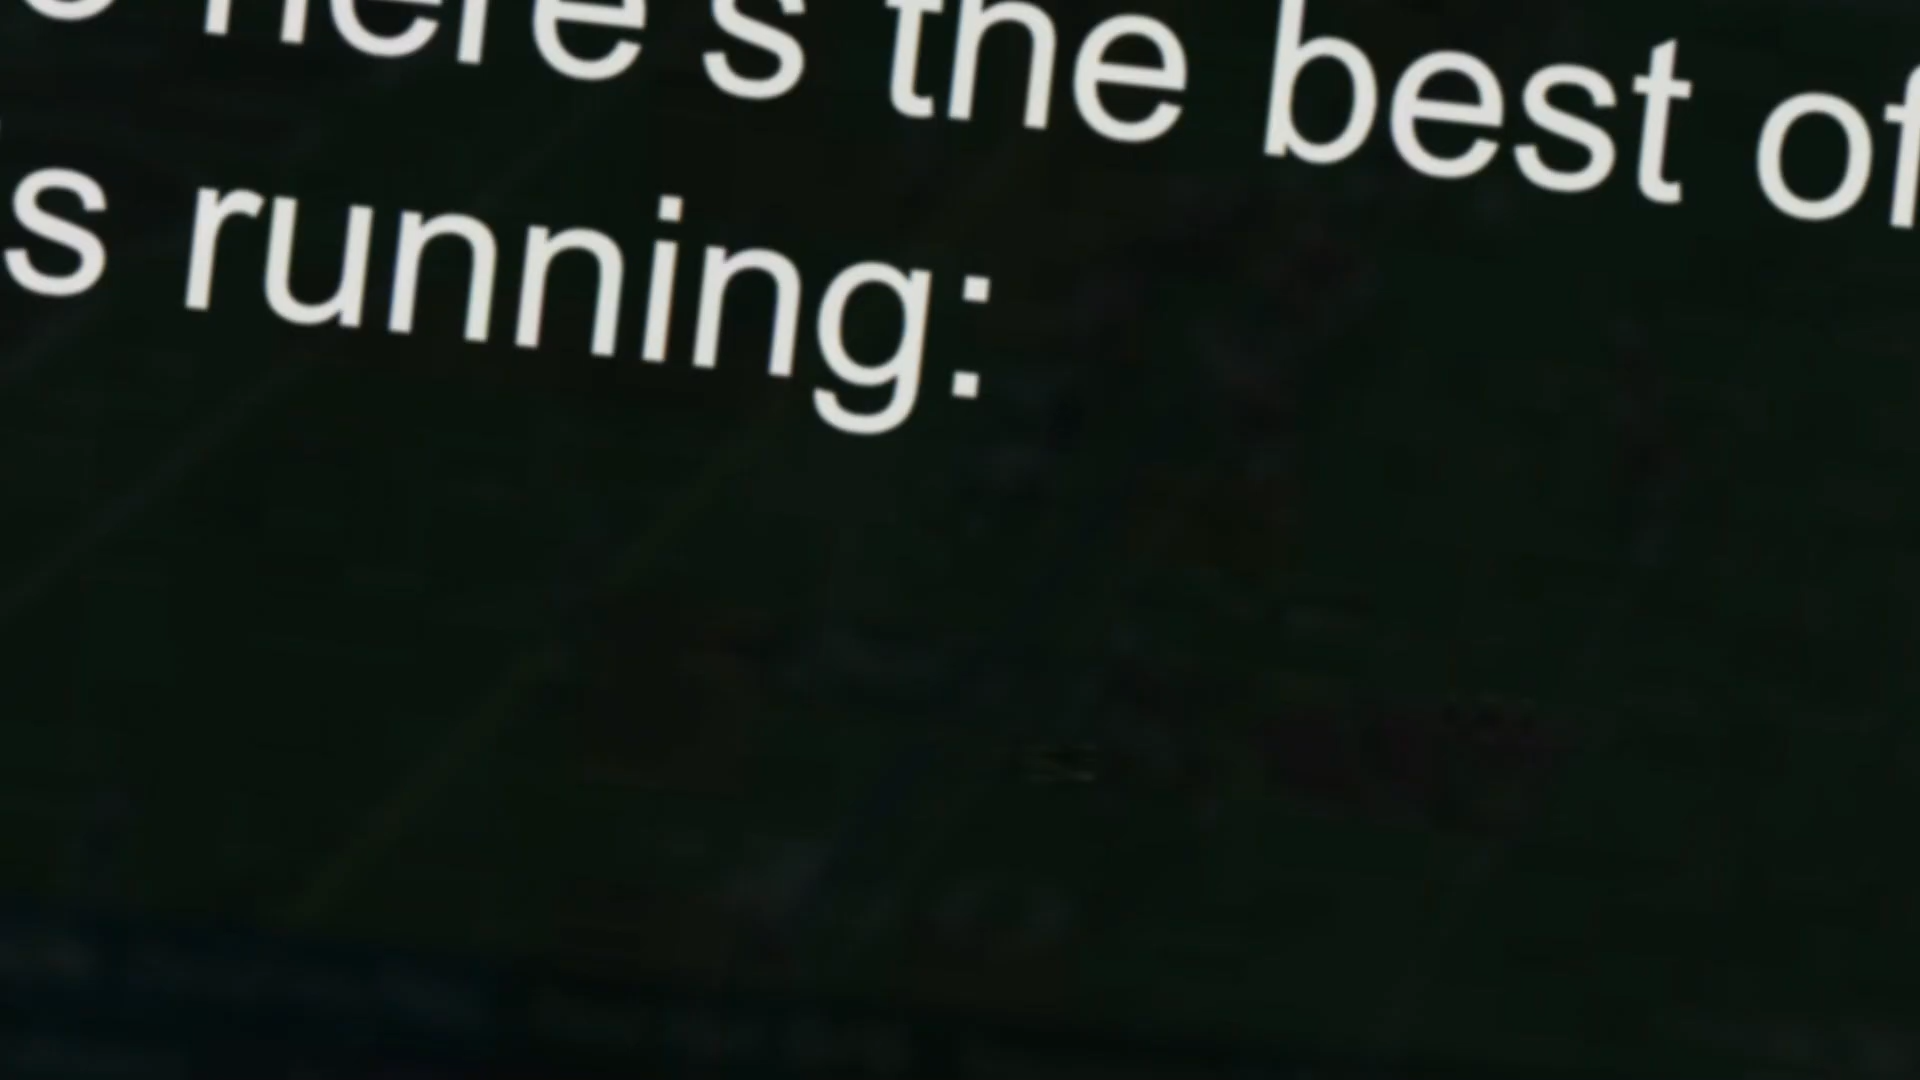 here's the best of
s running: